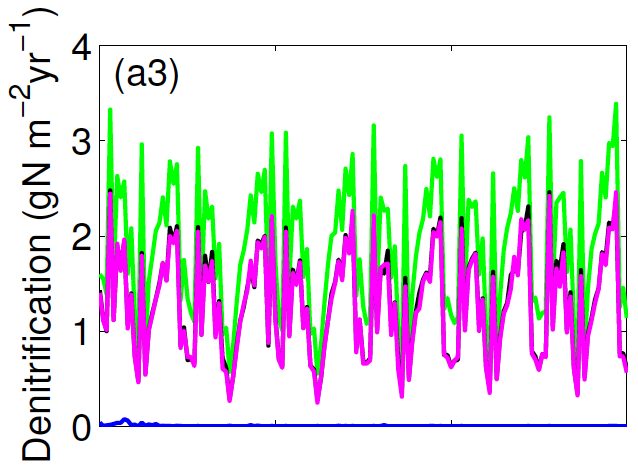 (a3)
Denitrification (gN m⁻²yr⁻¹)
4
3
2
1
0